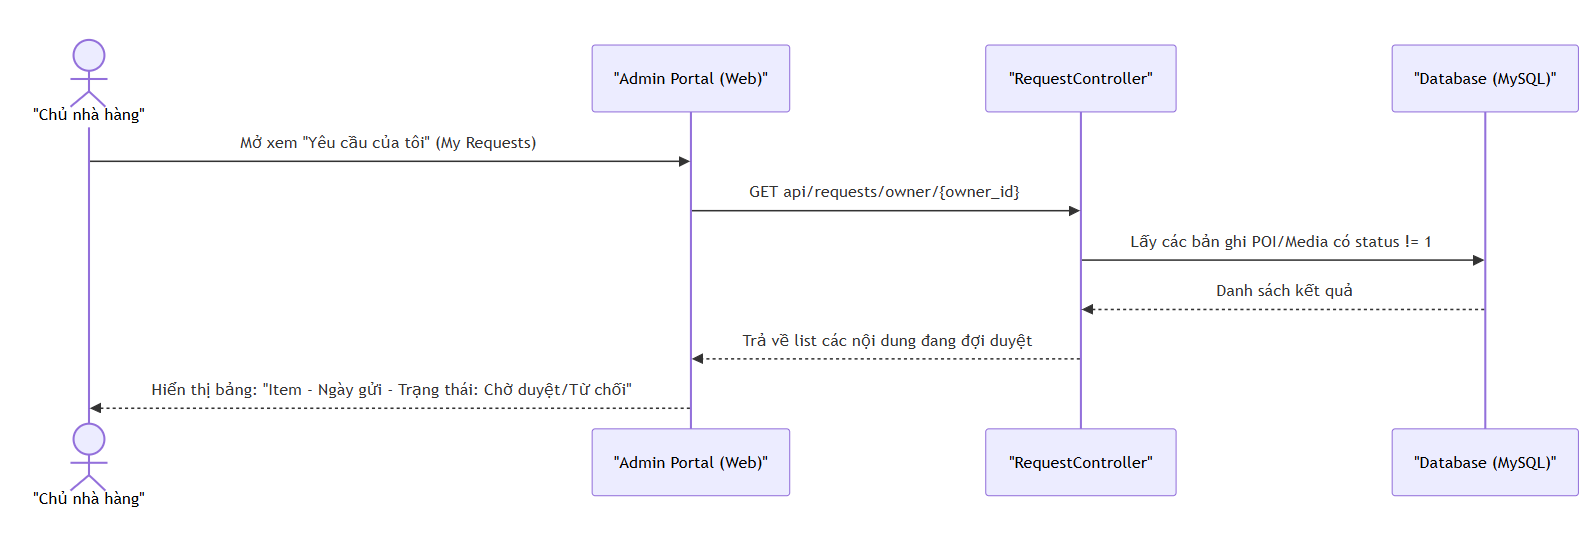 "Chủ nhà hàng"
"Admin Portal (Web)"
"RequestController"
"Database (MySQL)"
Mở xem "Yêu cầu của tôi" (My Requests)
GET api/requests/owner/{owner_id}
Lấy các bản ghi POI/Media có status != 1
Danh sách kết quả
Trả về list các nội dung đang đợi duyệt
Hiển thị bảng: "Item - Ngày gửi - Trạng thái: Chờ duyệt/Từ chối"
"Chủ nhà hàng"
"Admin Portal (Web)"
"RequestController"
"Database (MySQL)"